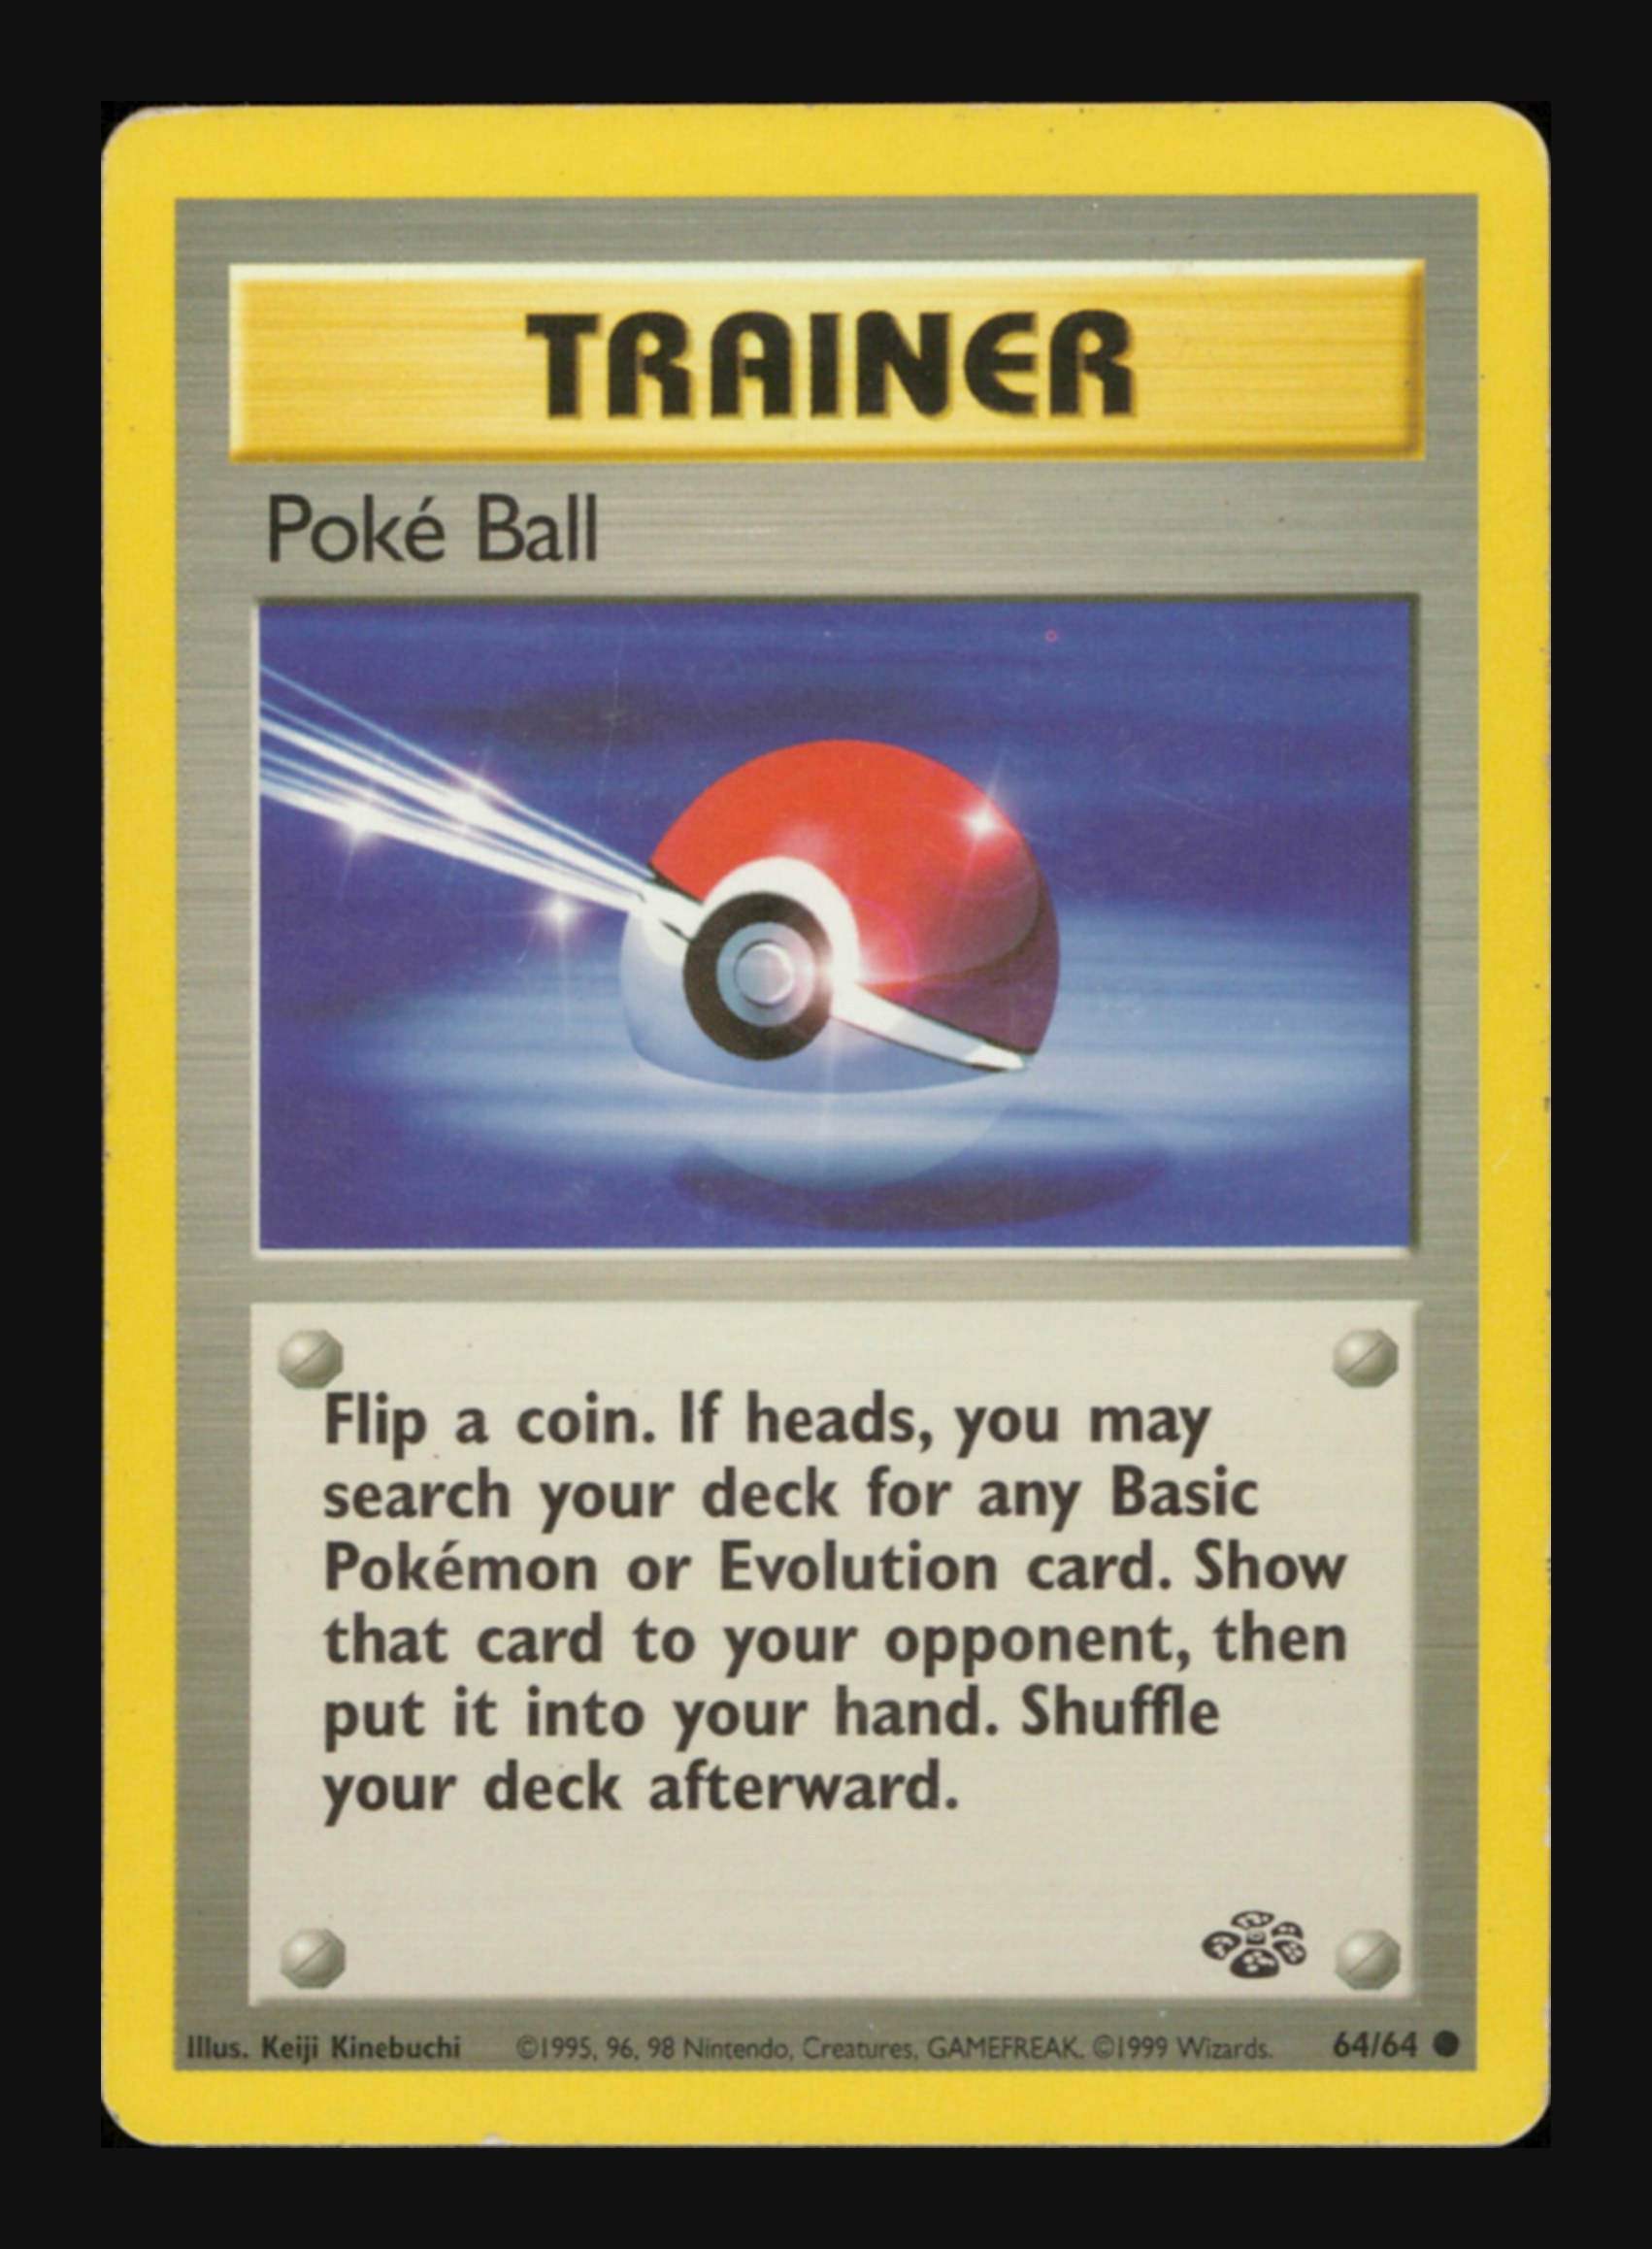 TRAINER
Poké Ball
Flip a coin. If heads, you may
search your deck for any Basic
Pokémon or Evolution card. Show
that card to your opponent, then
put it into your hand. Shuffle
your deck afterward.
Illus. Keiji Kinebuchi ©1995, 96, 98 Nintendo, Creatures, GAMEFREAK. ©1999 Wizards. 64/64 ●